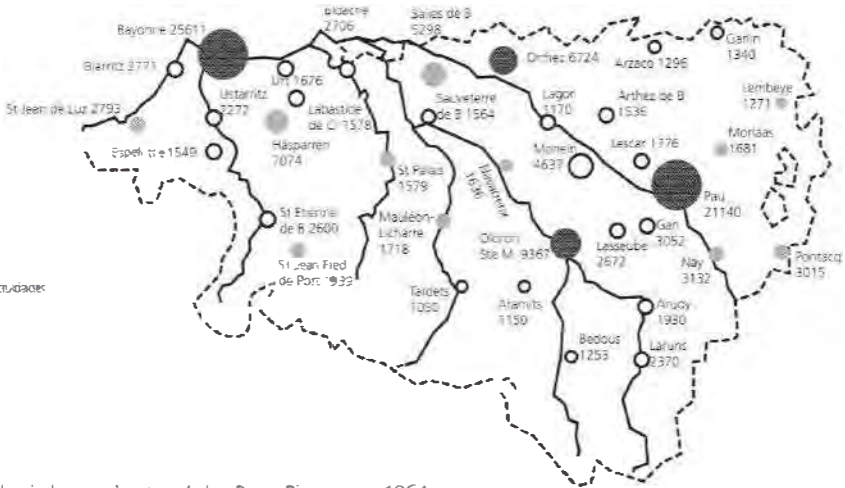 Bayonne 25611
Biarritz 2771
St Jean de Luz 2793
Ustarritz
2272
Espelette 1549
Urt 1676
Labastide
de Cl 1578
Hasparren
7074
Bidache
2706
Salies de B
5298
Orthez 6724
Arzacq 1296
Garlin
1340
Sauveterre
de B 1564
Lagor
1170
Arthez de B
1536
Lembeye
1271
Morlaàs
1681
Lescar 1776
Monein
4637
Navarrenx
1636
Pau
21140
St Palais
1579
Mauléon-
Licharre
1718
St Etienne
de B 2600
St Jean Pied
de Port
Oloron
Ste M. 9367
Lasseube
2672
Gan
3052
Nay
3132
Pontacq
3015
Tardets
Aramits
1150
Arudy
1930
Bedous
1253
Laruns
2370
1864